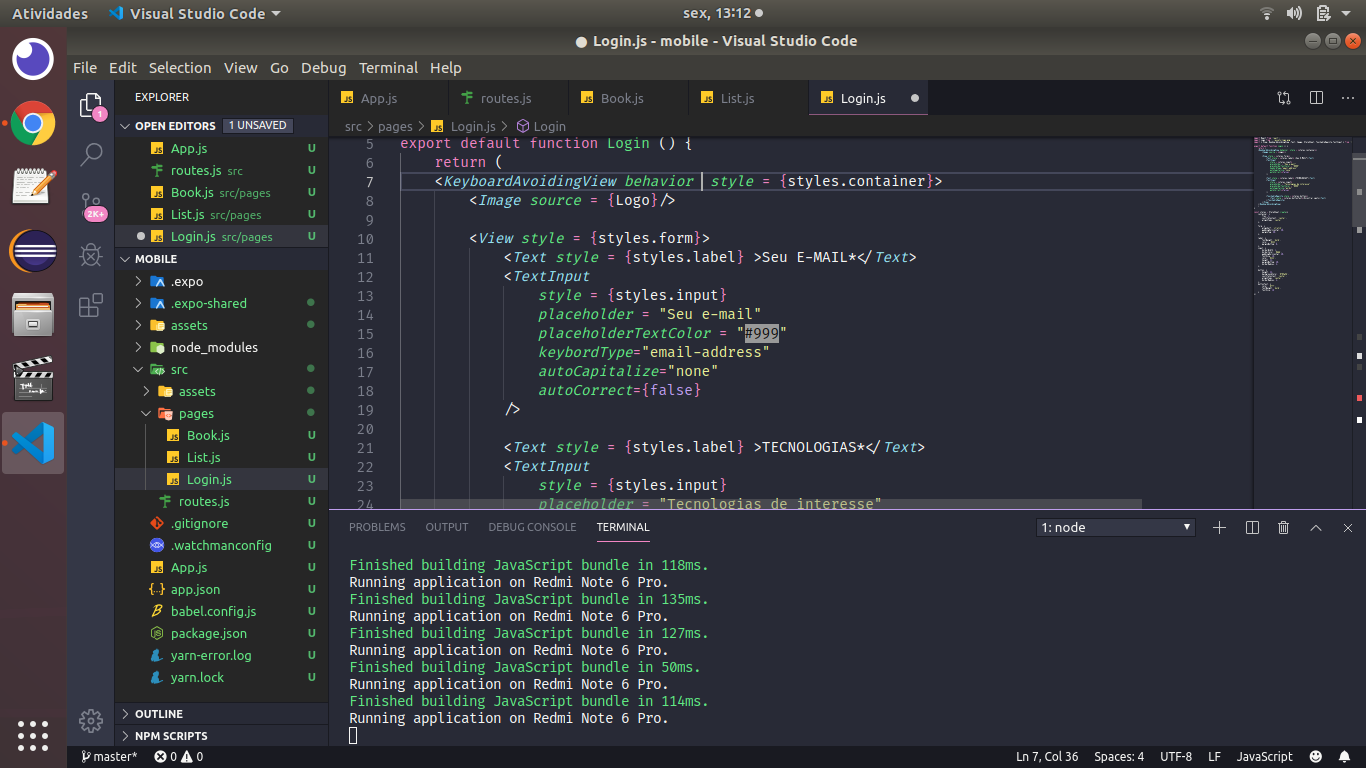 Atividades Visual Studio Code sex, 13:12
Login.js - mobile - Visual Studio Code
File Edit Selection View Go Debug Terminal Help
1
2K+
EXPLORER
OPEN EDITORS 1 UNSAVED
App.js U
routes.js src U
Book.js src/pages U
List.js src/pages U
Login.js src/pages U
MOBILE
.expo
.expo-shared
assets
node_modules
src
assets
pages
Book.js U
List.js U
Login.js U
routes.js U
.gitignore U
.watchmanconfig U
App.js U
app.json U
babel.config.js U
package.json U
yarn-error.log U
yarn.lock U
OUTLINE
NPM SCRIPTS
App.js routes.js Book.js List.js Login.js
src > pages > Login.js > Login
5 export default function Login () {
6 return (
7 <KeyboardAvoidingView behavior style = {styles.container}>
8 <Image source = {Logo}/>
9
10 <View style = {styles.form}>
11 <Text style = {styles.label} >Seu E-MAIL*</Text>
12 <TextInput
13 style = {styles.input}
14 placeholder = "Seu e-mail"
15 placeholderTextColor = "#999"
16 keybordType="email-address"
17 autoCapitalize="none"
18 autoCorrect={false}
19 />
20
21 <Text style = {styles.label} >TECNOLOGIAS*</Text>
22 <TextInput
23 style = {styles.input}
24 placeholder = "Tecnologias de interesse"
PROBLEMS OUTPUT DEBUG CONSOLE TERMINAL 1: node
Finished building JavaScript bundle in 118ms.
Running application on Redmi Note 6 Pro.
Finished building JavaScript bundle in 135ms.
Running application on Redmi Note 6 Pro.
Finished building JavaScript bundle in 127ms.
Running application on Redmi Note 6 Pro.
Finished building JavaScript bundle in 50ms.
Running application on Redmi Note 6 Pro.
Finished building JavaScript bundle in 114ms.
Running application on Redmi Note 6 Pro.
master* 0 0 Ln 7, Col 36 Spaces: 4 UTF-8 LF JavaScript